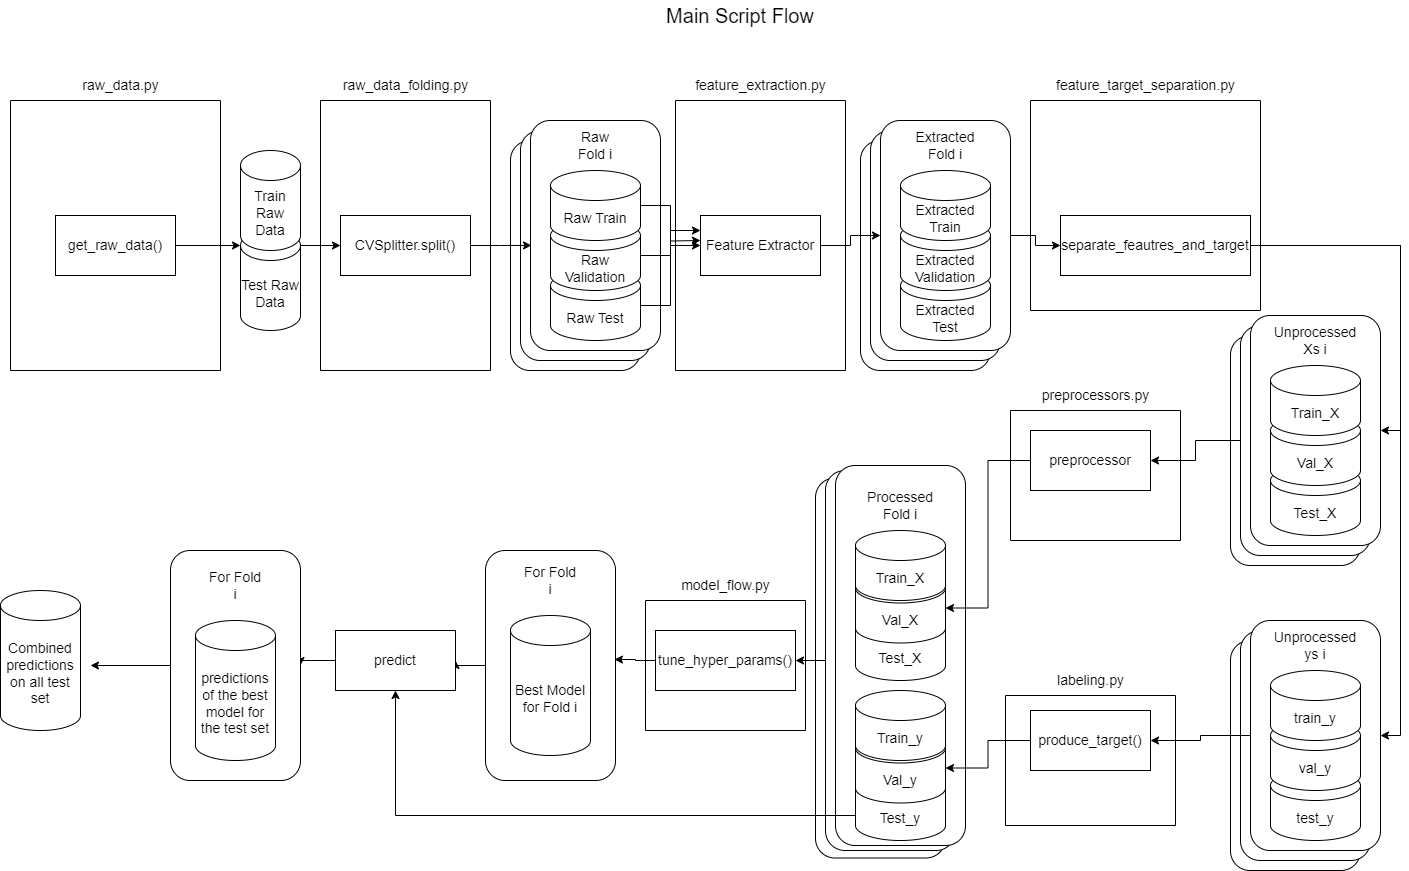 Main Script Flow
raw_data.py
raw_data_folding.py
feature_extraction.py
feature_target_separation.py
get_raw_data()
Train
Raw
Data
Test Raw
Data
CVSplitter.split()
Raw
Fold i
Raw Train
Raw
Validation
Raw Test
Feature Extractor
Extracted
Fold i
Extracted
Train
Extracted
Validation
Extracted
Test
separate_feautres_and_target
Unprocessed
Xs i
Train_X
Val_X
Test_X
preprocessors.py
preprocessor
Processed
Fold i
Train_X
Val_X
Test_X
Train_y
Val_y
Test_y
Unprocessed
ys i
train_y
val_y
test_y
labeling.py
produce_target()
model_flow.py
tune_hyper_params()
For Fold
i
Best Model
for Fold i
predict
For Fold
i
predictions
of the best
model for
the test set
Combined
predictions
on all test
set